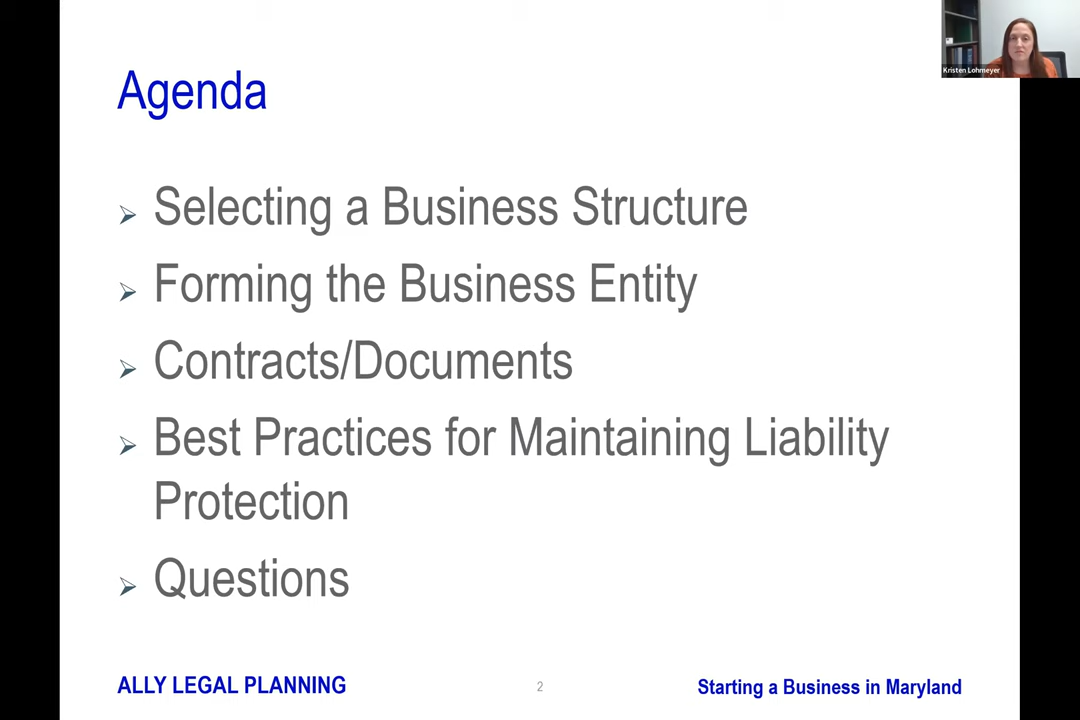 Kristen Lohmeyer
Agenda
Selecting a Business Structure
Forming the Business Entity
Contracts/Documents
Best Practices for Maintaining Liability
Protection
Questions
ALLY LEGAL PLANNING
2
Starting a Business in Maryland